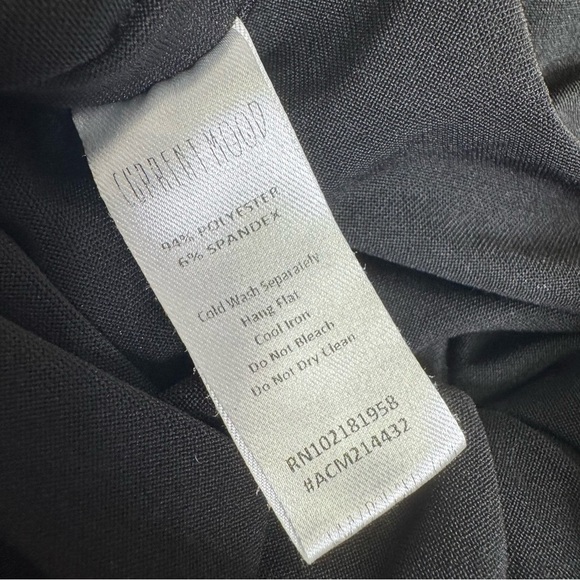 CURRENT MOOD
94% POLYESTER
6% SPANDEX
Cold Wash Separately
Hang Flat
Cool Iron
Do Not Bleach
Do Not Dry Clean
RN102181958
#ACM214432